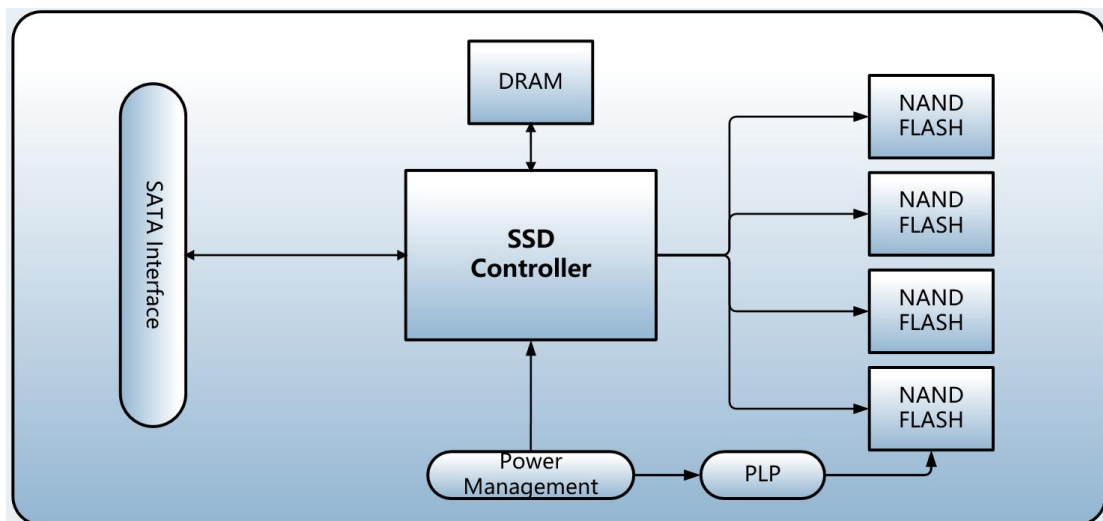 DRAM
SATA Interface
SSD
Controller
NAND
FLASH
NAND
FLASH
NAND
FLASH
NAND
FLASH
Power
Management
PLP